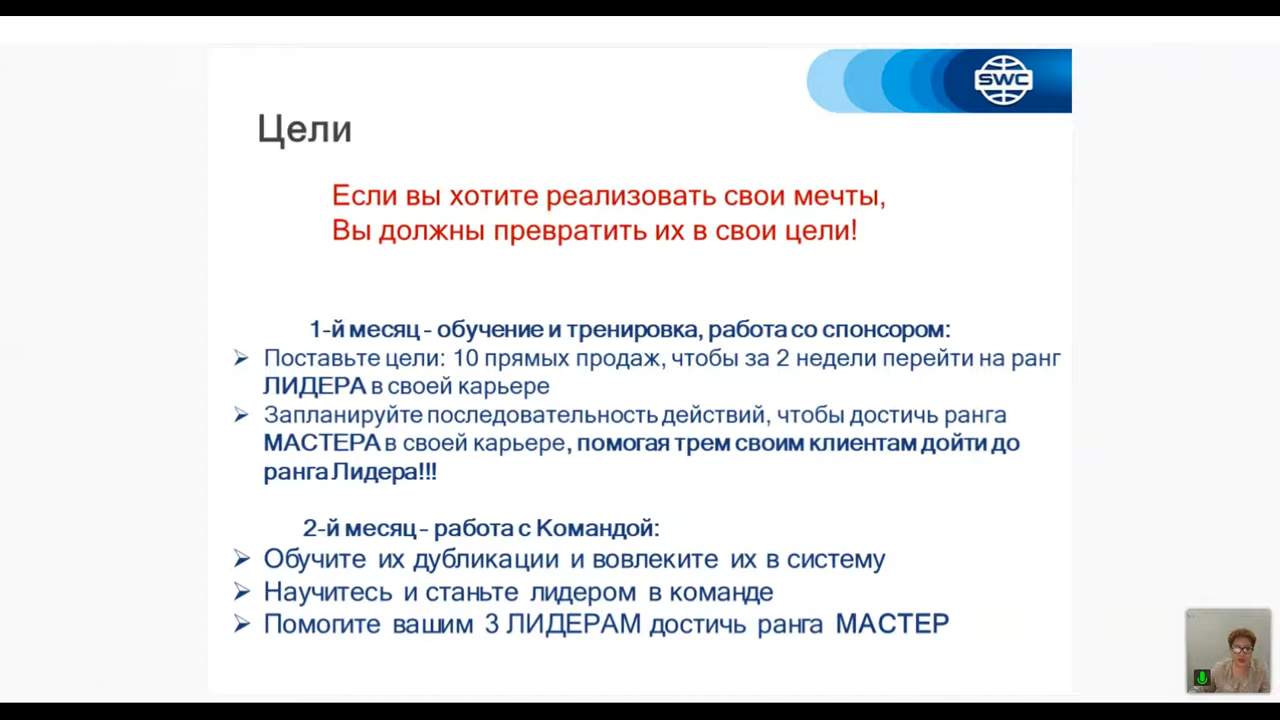 SWC
Цели
Если вы хотите реализовать свои мечты,
Вы должны превратить их в свои цели!
1-й месяц - обучение и тренировка, работа со спонсором:
Поставьте цели: 10 прямых продаж, чтобы за 2 недели перейти на ранг
ЛИДЕРА в своей карьере
Запланируйте последовательность действий, чтобы достичь ранга
МАСТЕРА в своей карьере, помогая трем своим клиентам дойти до
ранга Лидера!!!
2-й месяц - работа с Командой:
Обучите их дубликации и вовлеките их в систему
Научитесь и станьте лидером в команде
Помогите вашим 3 ЛИДЕРАМ достичь ранга МАСТЕР